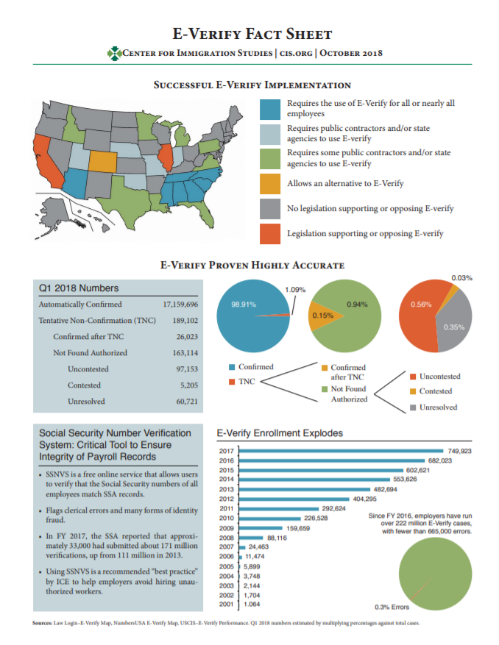 E-Verify Fact Sheet
Center for Immigration Studies | cis.org | October 2018
Successful E-Verify Implementation
Requires the use of E-Verify for all or nearly all
employees
Requires public contractors and/or state
agencies to use E-verify
Requires some public contractors and/or state
agencies to use E-verify
Allows an alternative to E-Verify
No legislation supporting or opposing E-verify
Legislation supporting or opposing E-verify
E-Verify Proven Highly Accurate
Q1 2018 Numbers
Automatically Confirmed 17,159,696
Tentative Non-Confirmation (TNC) 189,102
Confirmed after TNC 26,023
Not Found Authorized 163,114
Uncontested 97,153
Contested 5,205
Unresolved 60,721
98.91%
1.09%
Confirmed
TNC
0.94%
0.15%
Confirmed
after TNC
Not Found
Authorized
0.03%
0.56%
0.35%
Uncontested
Contested
Unresolved
Social Security Number Verification
System: Critical Tool to Ensure
Integrity of Payroll Records
• SSNVS is a free online service that allows users
to verify that the Social Security numbers of all
employees match SSA records.
• Flags clerical errors and many forms of identity
fraud.
• In FY 2017, the SSA reported that approxi-
mately 33,000 had submitted about 171 million
verifications, up from 111 million in 2013.
• Using SSNVS is a recommended "best practice"
by ICE to help employers avoid hiring unau-
thorized workers.
E-Verify Enrollment Explodes
2017 749,923
2016 682,023
2015 602,621
2014 553,626
2013 482,694
2012 404,295
2011 292,624
2010 226,528
2009 159,659
2008 88,116
2007 24,463
2006 11,474
2005 5,899
2004 3,748
2003 2,144
2002 1,704
2001 1,064
Since FY 2016, employers have run
over 222 million E-Verify cases,
with fewer than 665,000 errors.
0.3% Errors
Sources: Law Logix–E-Verify Map, NumbersUSA E-Verify Map, USCIS–E-Verify Performance. Q1 2018 numbers estimated by multiplying percentages against total cases.